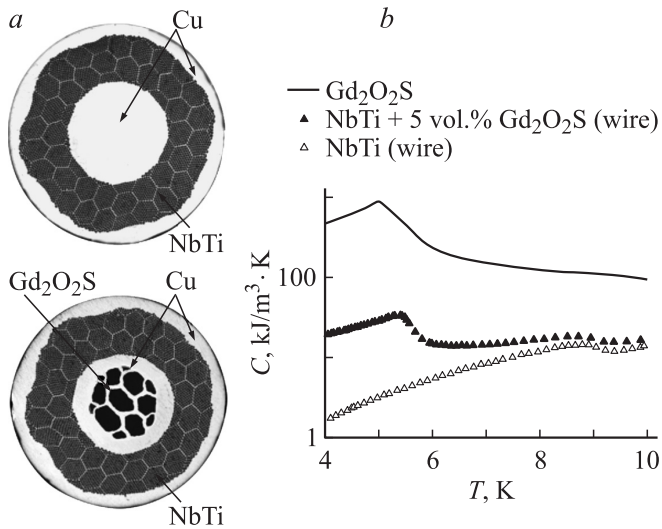 a
Cu
NbTi
Gd₂O₂S
Cu
NbTi
b
Gd₂O₂S
NbTi + 5 vol.% Gd₂O₂S (wire)
NbTi (wire)
C, kJ/m³ · K
100
1
4 6 8 10
T, K